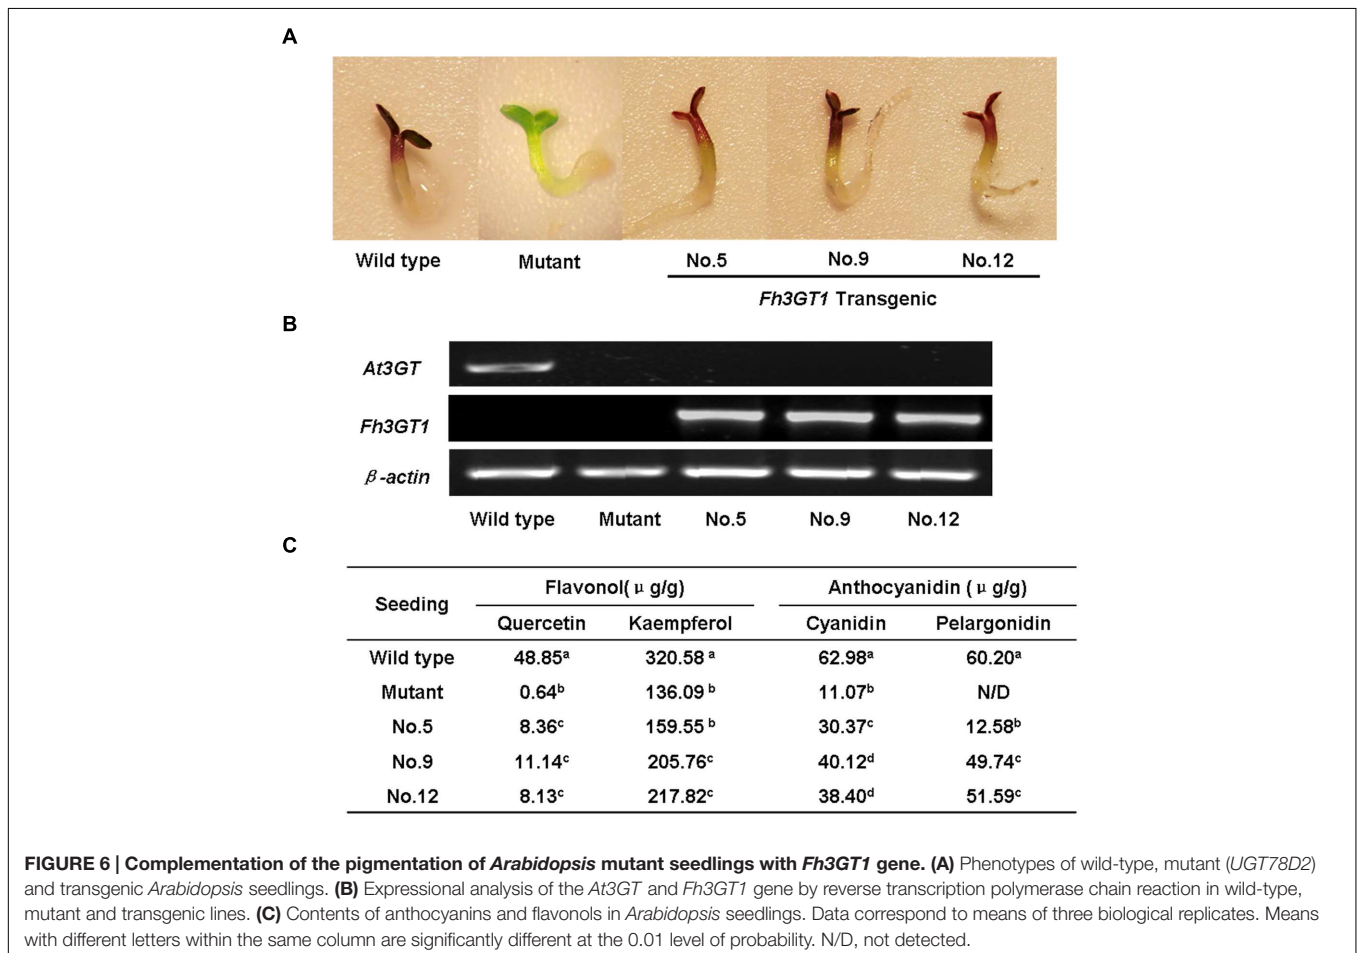 A
Wild type Mutant No.5 No.9 No.12
Fh3GT1 Transgenic
B
At3GT
Fh3GT1
β-actin
Wild type Mutant No.5 No.9 No.12
C
Seeding Flavonol( μ g/g) Anthocyanidin ( μ g/g)
Quercetin Kaempferol Cyanidin Pelargonidin
Wild type 48.85ᵃ 320.58 ᵃ 62.98ᵃ 60.20ᵃ
Mutant 0.64ᵇ 136.09 ᵇ 11.07ᵇ N/D
No.5 8.36ᶜ 159.55 ᵇ 30.37ᶜ 12.58ᵇ
No.9 11.14ᶜ 205.76ᶜ 40.12ᵈ 49.74ᶜ
No.12 8.13ᶜ 217.82ᶜ 38.40ᵈ 51.59ᶜ
FIGURE 6 | Complementation of the pigmentation of Arabidopsis mutant seedlings with Fh3GT1 gene. (A) Phenotypes of wild-type, mutant (UGT78D2)
and transgenic Arabidopsis seedlings. (B) Expressional analysis of the At3GT and Fh3GT1 gene by reverse transcription polymerase chain reaction in wild-type,
mutant and transgenic lines. (C) Contents of anthocyanins and flavonols in Arabidopsis seedlings. Data correspond to means of three biological replicates. Means
with different letters within the same column are significantly different at the 0.01 level of probability. N/D, not detected.